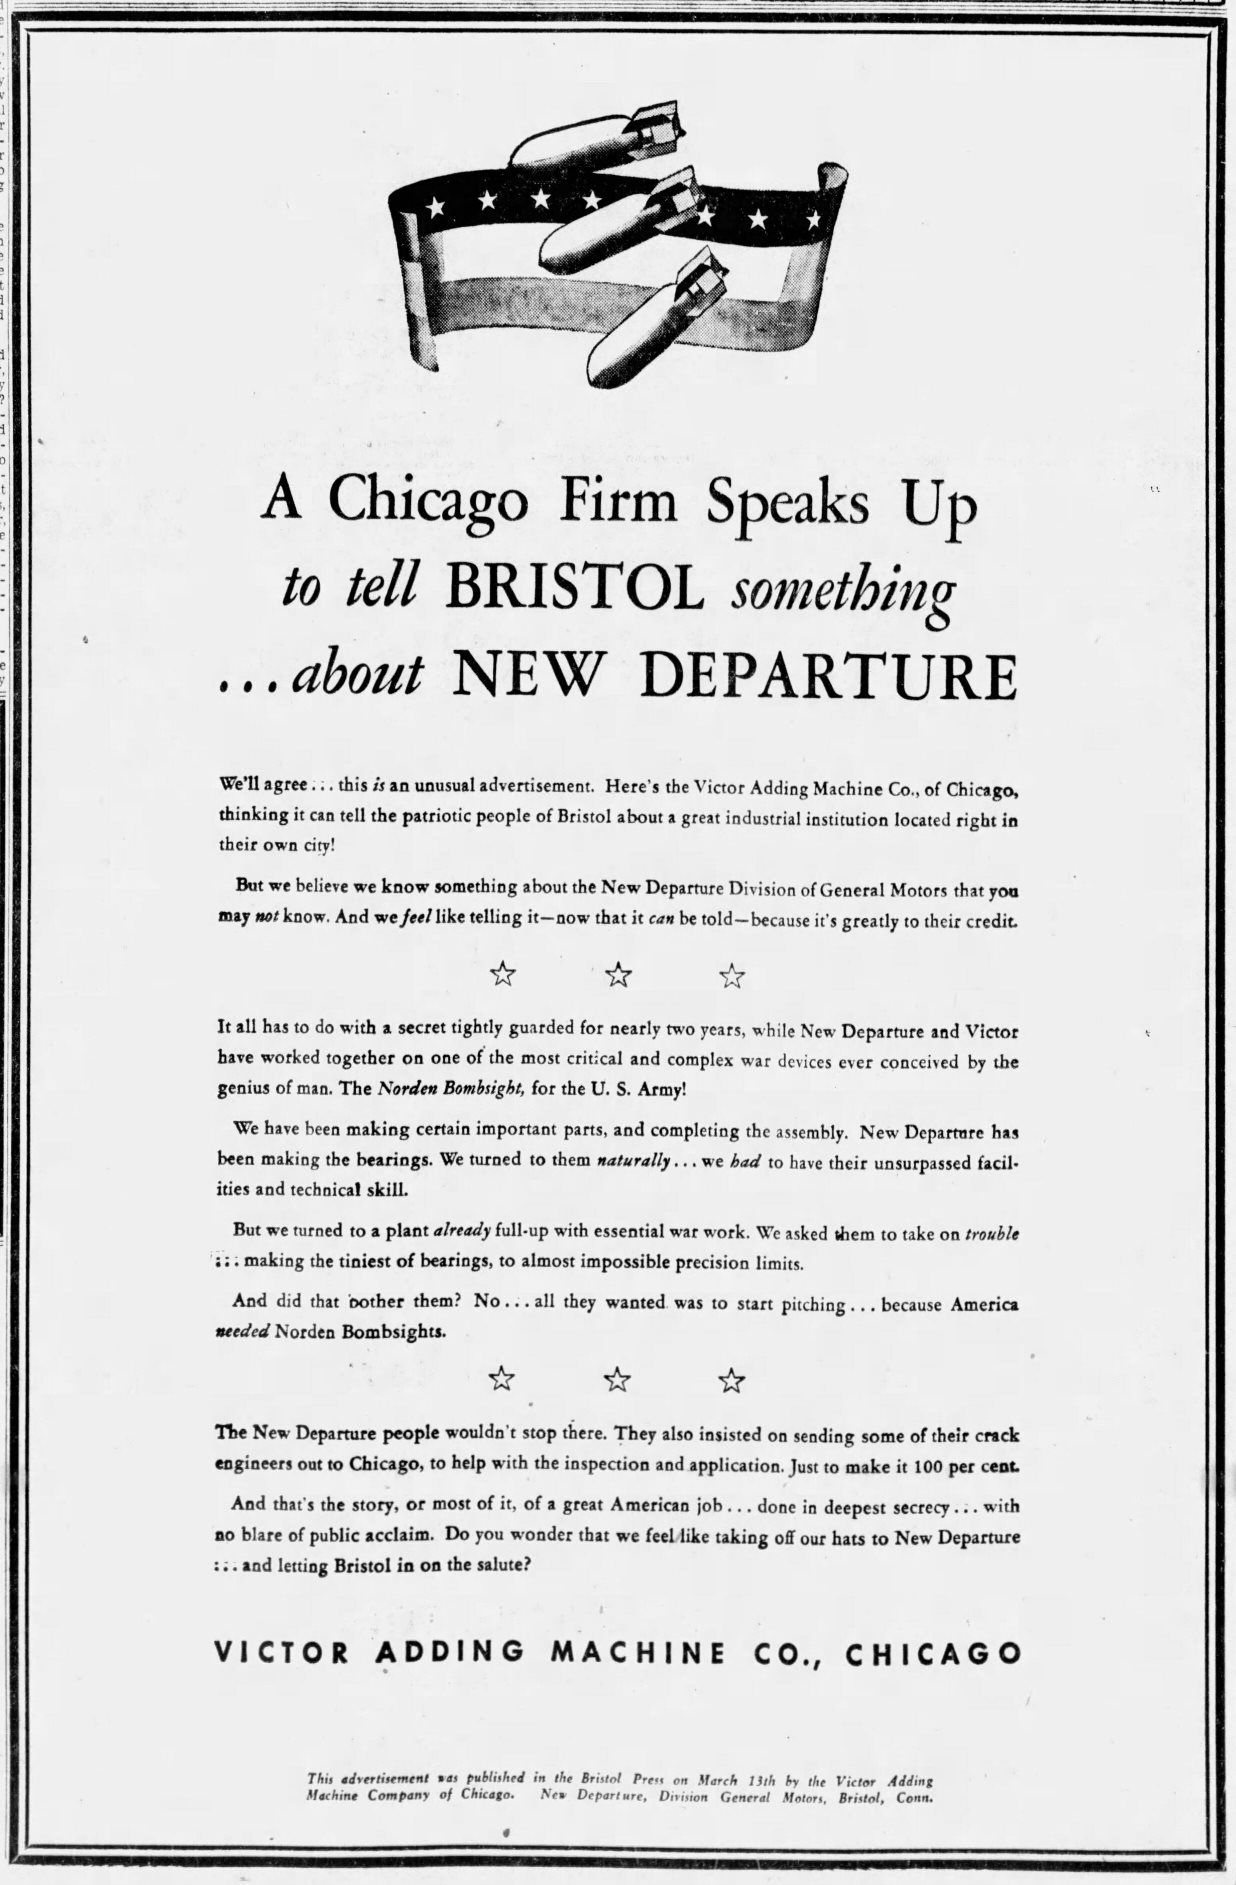 A Chicago Firm Speaks Up
to tell BRISTOL something
...about NEW DEPARTURE
We'll agree... this is an unusual advertisement. Here's the Victor Adding Machine Co., of Chicago,
thinking it can tell the patriotic people of Bristol about a great industrial institution located right in
their own city!
But we believe we know something about the New Departure Division of General Motors that you
may not know. And we feel like telling it—now that it can be told—because it's greatly to their credit.
It all has to do with a secret tightly guarded for nearly two years, while New Departure and Victor
have worked together on one of the most critical and complex war devices ever conceived by the
genius of man. The Norden Bombsight, for the U. S. Army!
We have been making certain important parts, and completing the assembly. New Departure has
been making the bearings. We turned to them naturally... we had to have their unsurpassed facil-
ities and technical skill.
But we turned to a plant already full-up with essential war work. We asked them to take on trouble
... making the tiniest of bearings, to almost impossible precision limits.
And did that bother them? No... all they wanted was to start pitching... because America
needed Norden Bombsights.
The New Departure people wouldn't stop there. They also insisted on sending some of their crack
engineers out to Chicago, to help with the inspection and application. Just to make it 100 per cent.
And that's the story, or most of it, of a great American job... done in deepest secrecy... with
no blare of public acclaim. Do you wonder that we feel like taking off our hats to New Departure
... and letting Bristol in on the salute?
VICTOR ADDING MACHINE CO., CHICAGO
This advertisement was published in the Bristol Press on March 13th by the Victor Adding
Machine Company of Chicago. New Departure, Division General Motors, Bristol, Conn.